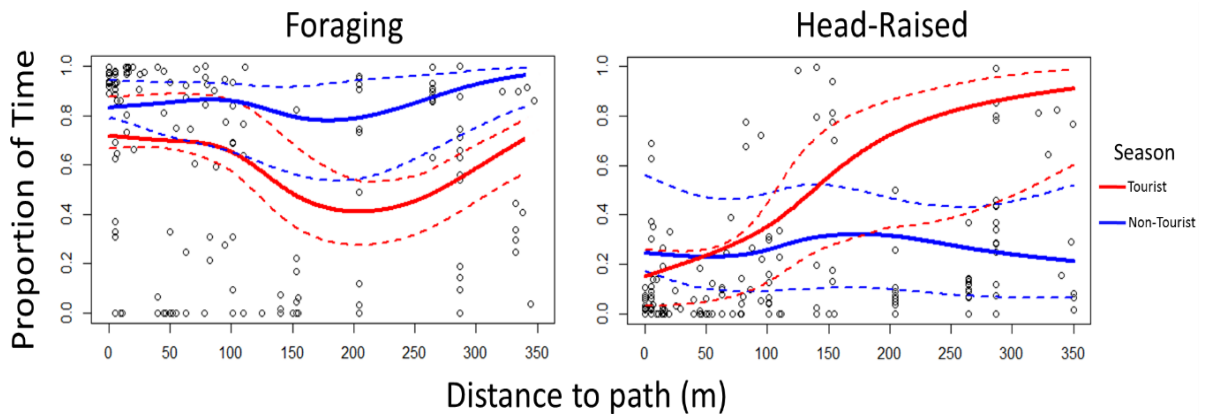 Foraging
Head-Raised
Proportion of Time
0.0 0.2 0.4 0.6 0.8 1.0
0 50 100 150 200 250 300 350
0.0 0.2 0.4 0.6 0.8 1.0
0 50 100 150 200 250 300 350
Distance to path (m)
Season
Tourist
Non-Tourist